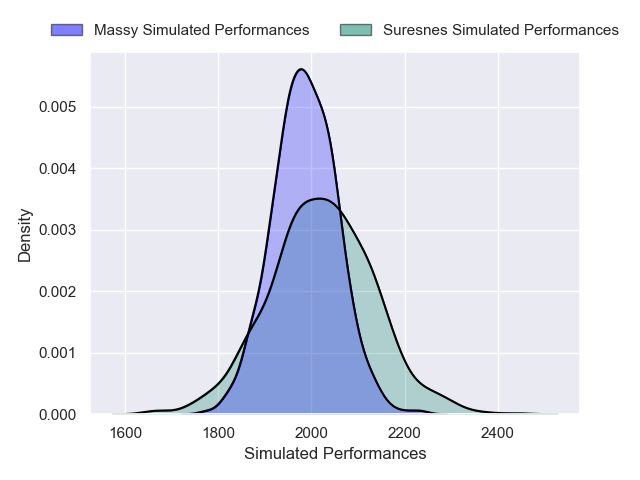 Massy Simulated Performances
Suresnes Simulated Performances
0.005
0.004
0.003
0.002
0.001
0.000
Density
1600
1800
2000
2200
2400
Simulated Performances